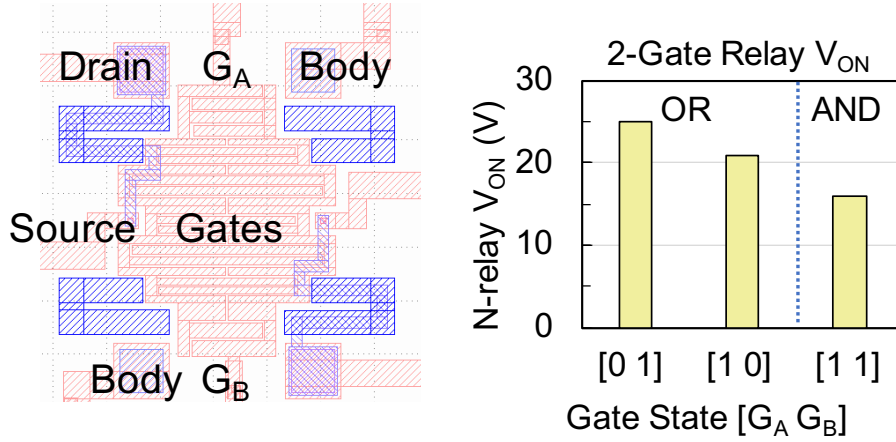 Drain G_A Body
Source Gates
Body G_B
2-Gate Relay V_ON
30
20
10
0
N-relay V_ON (V)
OR
AND
[0 1] [1 0] [1 1]
Gate State [G_A G_B]